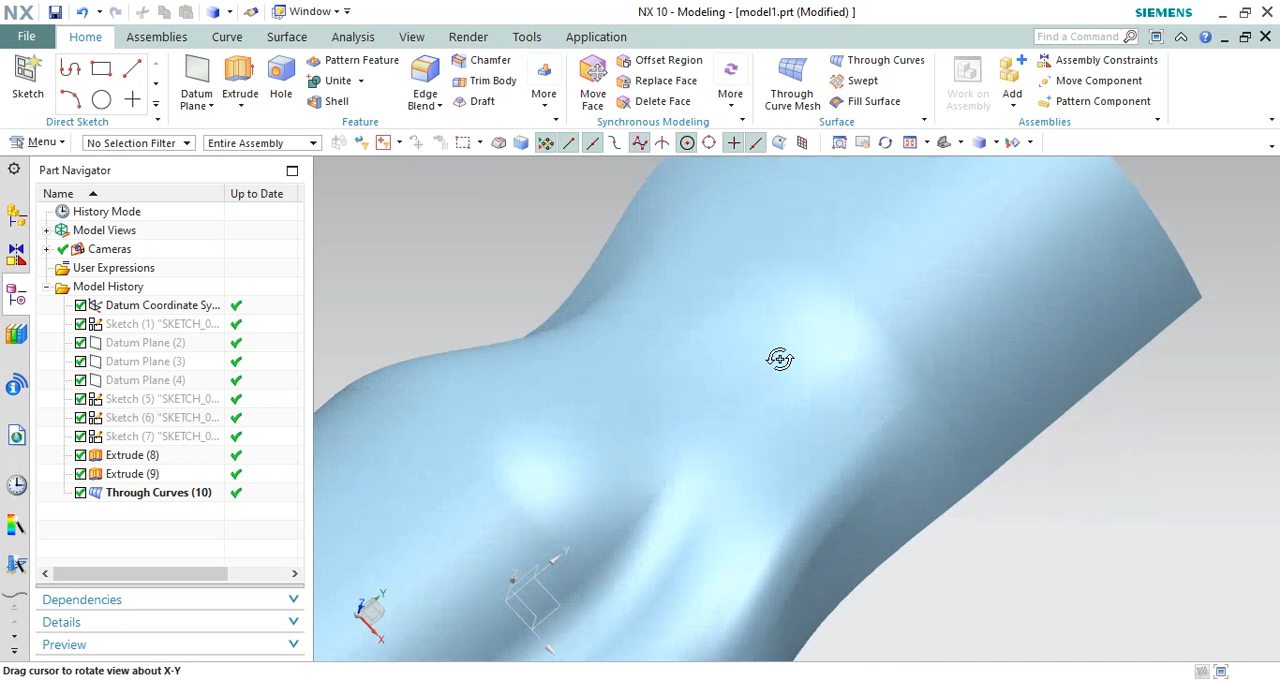 NX Window NX 10 - Modeling - [model1.prt (Modified) ] SIEMENS
File Home Assemblies Curve Surface Analysis View Render Tools Application Find a Command
Sketch
Direct Sketch
Datum Plane
Extrude
Hole
Pattern Feature
Unite
Shell
Edge Blend
Chamfer
Trim Body
Draft
More
Feature
Move Face
Offset Region
Replace Face
Delete Face
More
Synchronous Modeling
Through Curve Mesh
Through Curves
Swept
Fill Surface
Surface
Work on Assembly
Add
Assembly Constraints
Move Component
Pattern Component
Assemblies
Menu No Selection Filter Entire Assembly
Part Navigator
Name Up to Date
History Mode
Model Views
Cameras
User Expressions
Model History
Datum Coordinate Sy...
Sketch (1) "SKETCH_0...
Datum Plane (2)
Datum Plane (3)
Datum Plane (4)
Sketch (5) "SKETCH_0...
Sketch (6) "SKETCH_0...
Sketch (7) "SKETCH_0...
Extrude (8)
Extrude (9)
Through Curves (10)
Dependencies
Details
Preview
Z Y
X
Y
Drag cursor to rotate view about X-Y